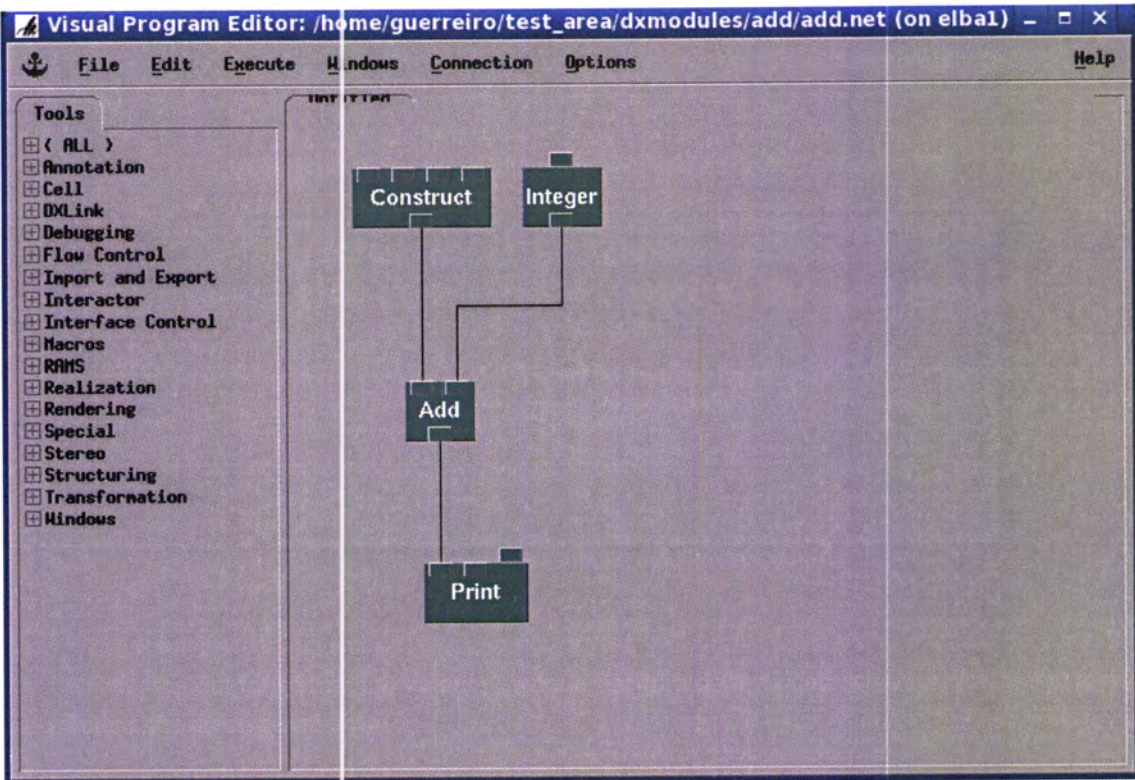 Visual Program Editor: /home/guerreiro/test_area/dxmodules/add/add.net (on elba1)
File Edit Execute Windows Connection Options Help
Tools
Untitled
{ ALL }
Annotation
Cell
DXLink
Debugging
Flow Control
Import and Export
Interactor
Interface Control
Macros
RAMS
Realization
Rendering
Special
Stereo
Structuring
Transformation
Windows
Construct
Integer
Add
Print